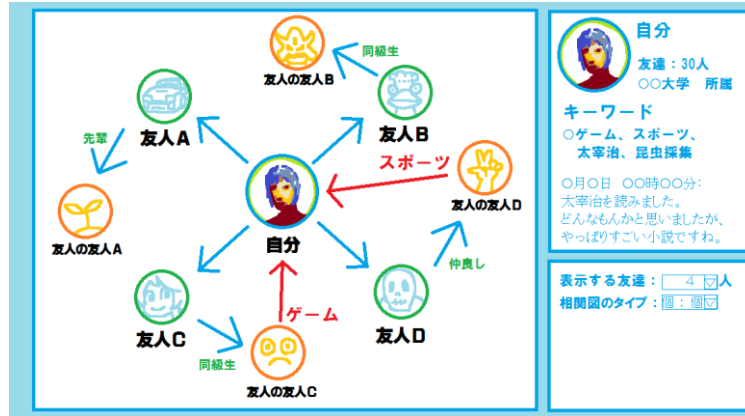 同級生
友人の友人B
先輩
友人A
友人B
スポーツ
友人の友人D
友人の友人A
自分
仲良し
ゲーム
友人C
友人D
同級生
友人の友人C
自分
友達:30人
○○大学 所属
キーワード
○ゲーム、スポーツ、
太宰治、昆虫採集
○月○日 ○○時○○分:
太宰治を読みました。
どんなもんかと思いましたが、
やっぱりすごい小説ですね。
表示する友達: 4 ▽人
相関図のタイプ:個:個▽